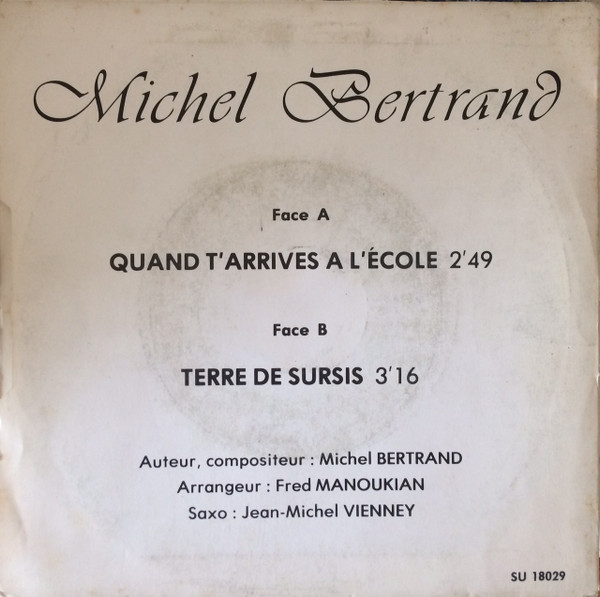 Michel Bertrand
Face A
QUAND T'ARRIVES A L'ÉCOLE 2'49
Face B
TERRE DE SURSIS 3'16
Auteur, compositeur : Michel BERTRAND
Arrangeur : Fred MANOUKIAN
Saxo : Jean-Michel VIENNEY
SU 18029